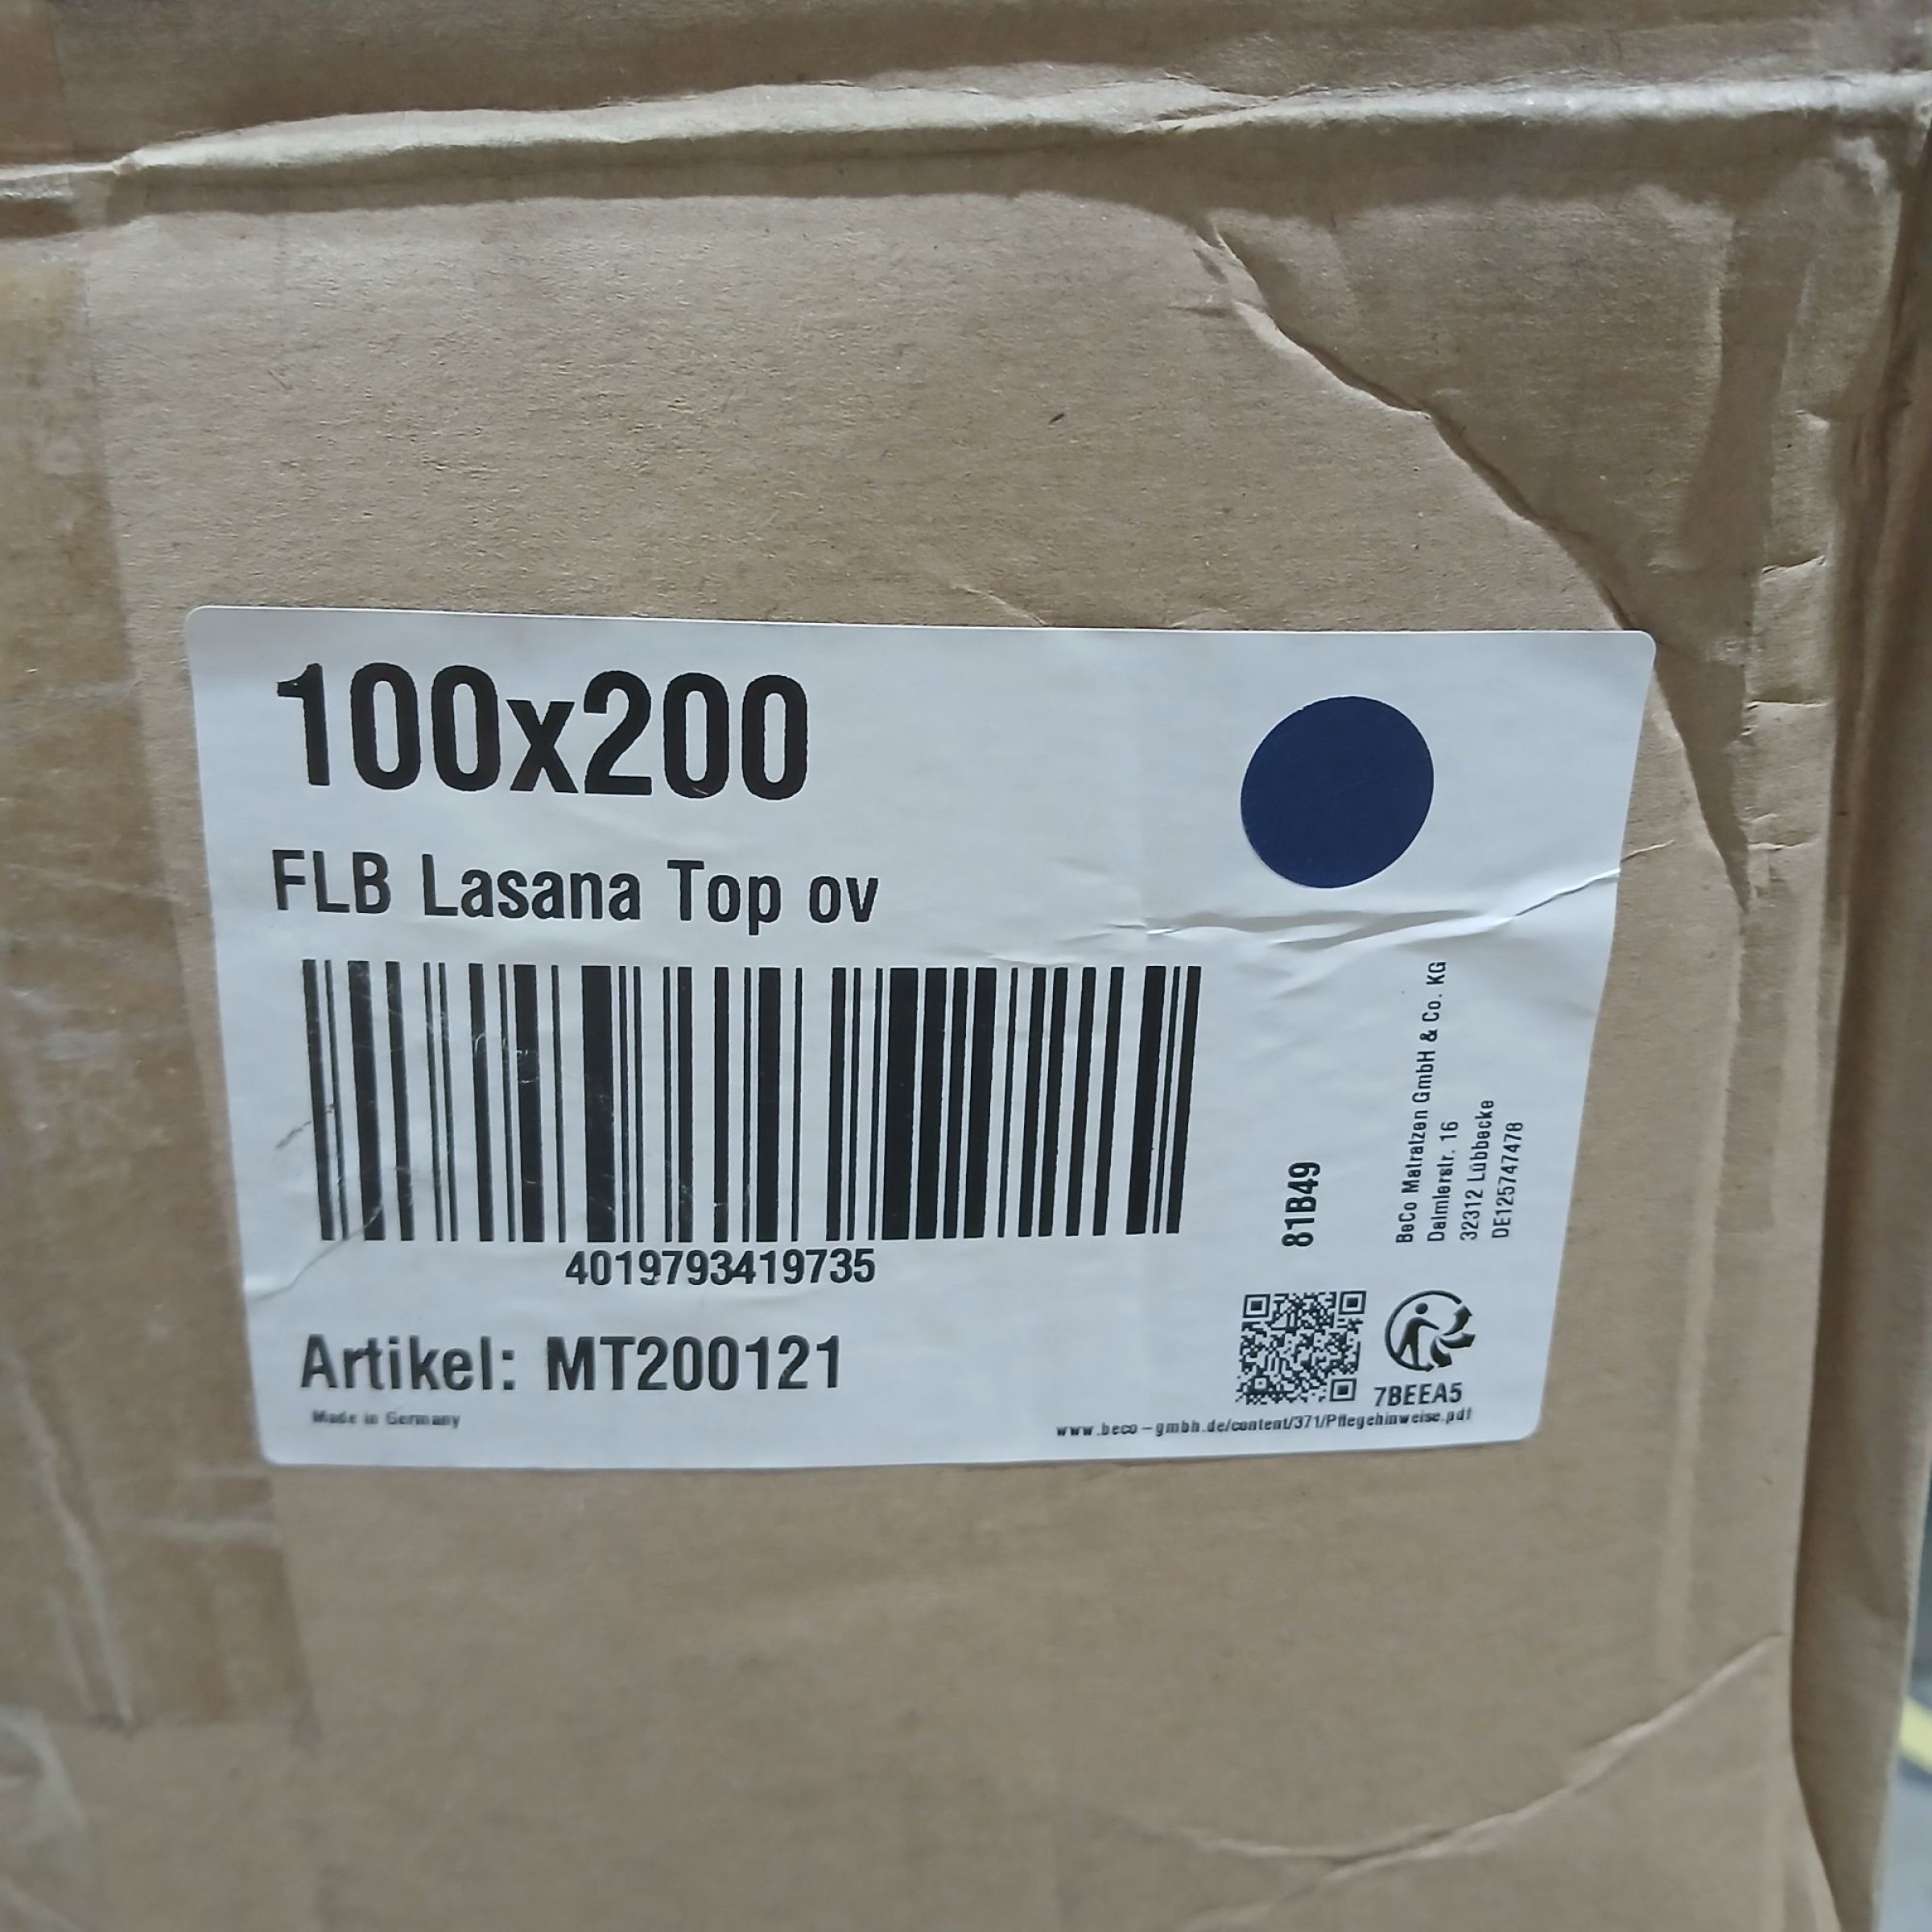 100x200
FLB Lasana Top ov
4019793419735
Artikel: MT200121
Made in Germany
81B49
BeCo Matratzen GmbH & Co. KG
Daimlerstr. 16
32312 Lübbecke
DE125747478
7BEEA5
www.beco-gmbh.de/content/371/Pflegehinweise.pdf